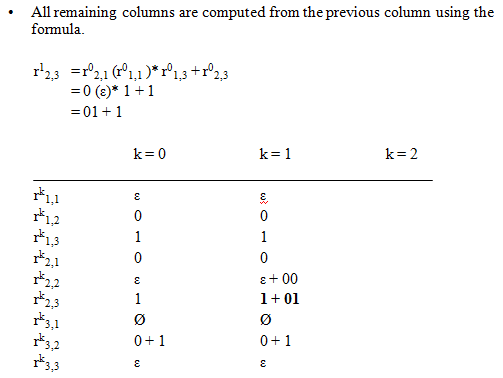 • All remaining columns are computed from the previous column using the
formula.
r¹2,3 =r⁰2,1 (r⁰1,1 )* r⁰1,3 +r⁰2,3
= 0 (ε)* 1 + 1
= 01 + 1
k = 0 k = 1 k = 2
rᵏ1,1 ε ε
rᵏ1,2 0 0
rᵏ1,3 1 1
rᵏ2,1 0 0
rᵏ2,2 ε ε + 00
rᵏ2,3 1 1 + 01
rᵏ3,1 Ø Ø
rᵏ3,2 0 + 1 0 + 1
rᵏ3,3 ε ε